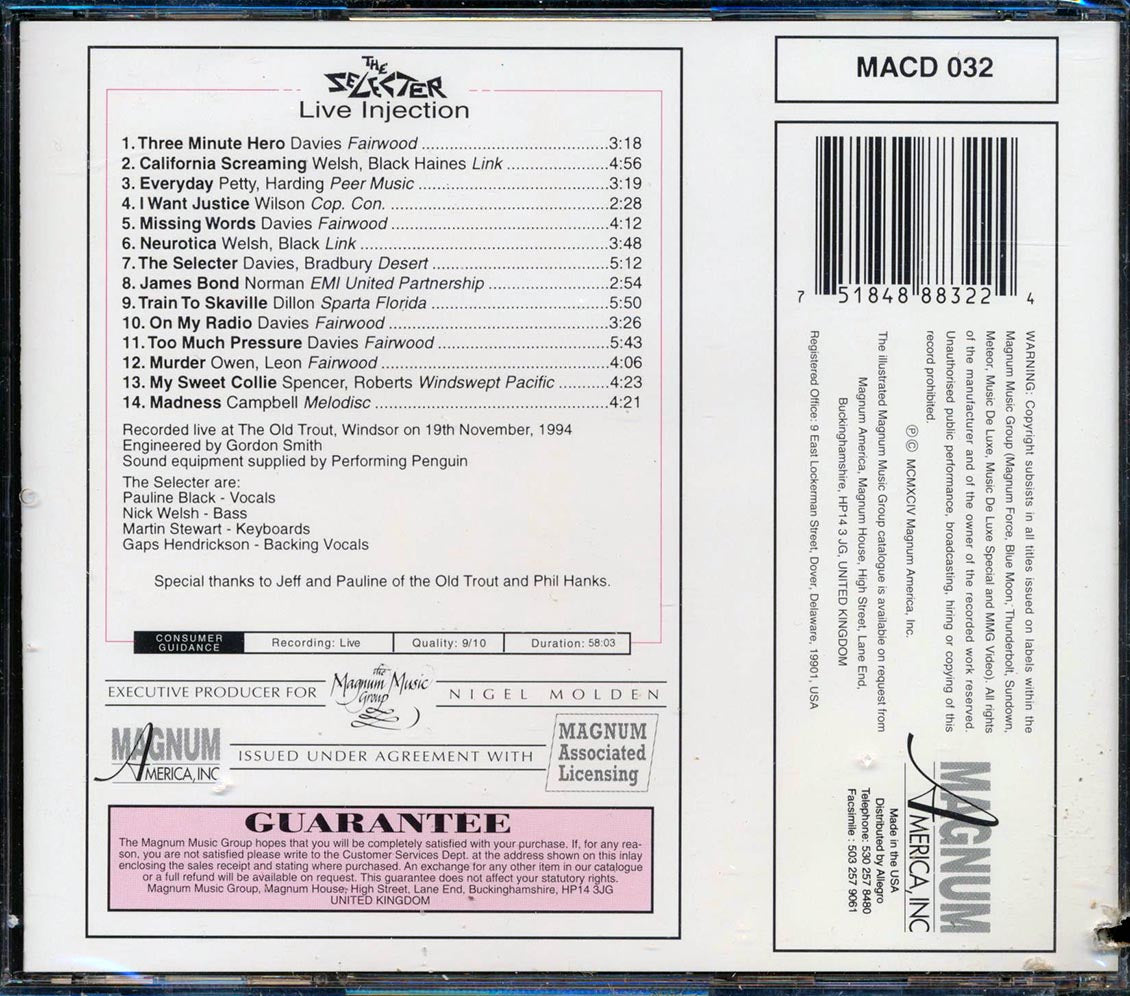 THE
SELECTER
Live Injection
1. Three Minute Hero Davies Fairwood ........................................3:18
2. California Screaming Welsh, Black Haines Link ......................4:56
3. Everyday Petty, Harding Peer Music ........................................3:19
4. I Want Justice Wilson Cop. Con. ..............................................2:28
5. Missing Words Davies Fairwood ..............................................4:12
6. Neurotica Welsh, Black Link ....................................................3:48
7. The Selecter Davies, Bradbury Desert .....................................5:12
8. James Bond Norman EMI United Partnership .........................2:54
9. Train To Skaville Dillon Sparta Florida .....................................5:50
10. On My Radio Davies Fairwood ..............................................3:26
11. Too Much Pressure Davies Fairwood ....................................5:43
12. Murder Owen, Leon Fairwood ................................................4:06
13. My Sweet Collie Spencer, Roberts Windswept Pacific ..........4:23
14. Madness Campbell Melodisc .................................................4:21
Recorded live at The Old Trout, Windsor on 19th November, 1994
Engineered by Gordon Smith
Sound equipment supplied by Performing Penguin
The Selecter are:
Pauline Black - Vocals
Nick Welsh - Bass
Martin Stewart - Keyboards
Gaps Hendrickson - Backing Vocals
Special thanks to Jeff and Pauline of the Old Trout and Phil Hanks.
CONSUMER
GUIDANCE
Recording: Live
Quality: 9/10
Duration: 58:03
EXECUTIVE PRODUCER FOR
the
Magnum Music
Group
NIGEL MOLDEN
MAGNUM
AMERICA, INC
ISSUED UNDER AGREEMENT WITH
MAGNUM
Associated
Licensing
GUARANTEE
The Magnum Music Group hopes that you will be completely satisfied with your purchase. If, for any rea-
son, you are not satisfied please write to the Customer Services Dept. at the address shown on this inlay
enclosing the sales receipt and stating where purchased. An exchange for any other item in our catalogue
or a full refund will be available on request. This guarantee does not affect your statutory rights.
Magnum Music Group, Magnum House, High Street, Lane End, Buckinghamshire, HP14 3JG
UNITED KINGDOM
MACD 032
7 51848 88322 4
WARNING: Copyright subsists in all titles issued on labels within the
Magnum Music Group (Magnum Force, Blue Moon, Thunderbolt, Sundown,
Meteor, Music De Luxe, Music De Luxe Special and MMG Video). All rights
of the manufacturer and of the owner of the recorded work reserved.
Unauthorised public performance, broadcasting, hiring or copying of this
record prohibited.
℗© MCMXCIV Magnum America, Inc.
The illustrated Magnum Music Group catalogue is available on request from
Magnum America, Magnum House, High Street, Lane End,
Buckinghamshire, HP14 3 JG, UNITED KINGDOM
Registered Office: 9 East Lockerman Street, Dover, Delaware, 19901, USA
MAGNUM
AMERICA, INC
Made in the USA
Distributed by Allegro
Telephone: 530 257 8480
Facsimile : 503 257 9061